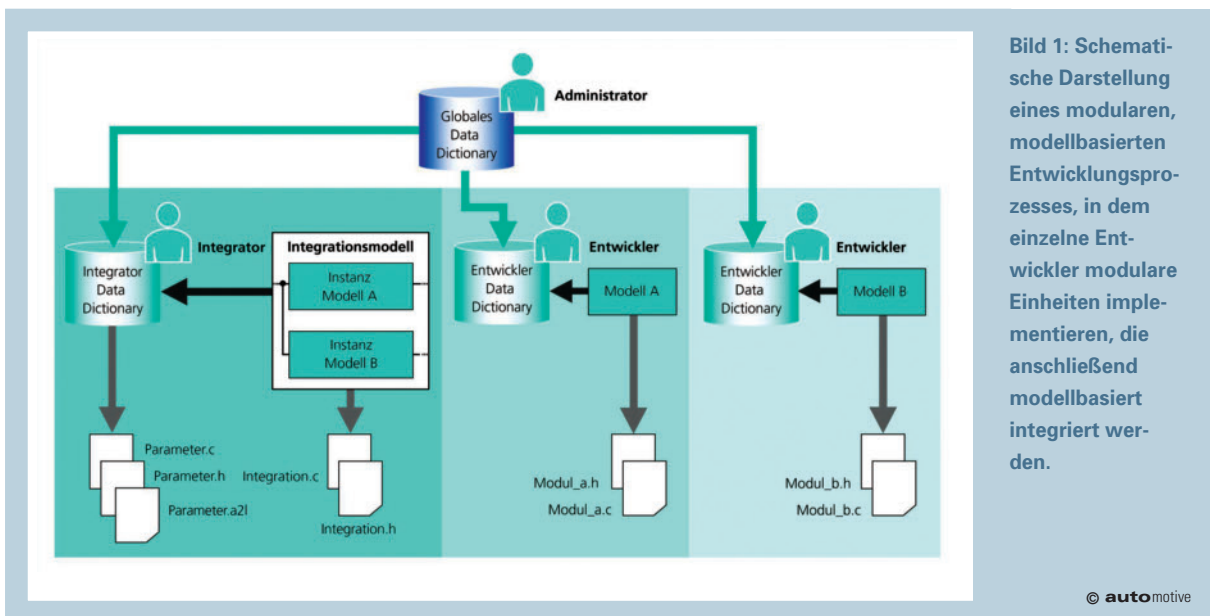 Administrator
Globales
Data
Dictionary
Integrator
Integrator
Data
Dictionary
Integrationsmodell
Instanz
Modell A
Instanz
Modell B
Entwickler
Entwickler
Data
Dictionary
Modell A
Entwickler
Entwickler
Data
Dictionary
Modell B
Parameter.c
Parameter.h
Parameter.a2l
Integration.c
Integration.h
Modul_a.h
Modul_a.c
Modul_b.h
Modul_b.c
Bild 1: Schemati-
sche Darstellung
eines modularen,
modellbasierten
Entwicklungspro-
zesses, in dem
einzelne Ent-
wickler modulare
Einheiten imple-
mentieren, die
anschließend
modellbasiert
integriert wer-
den.
© automotive